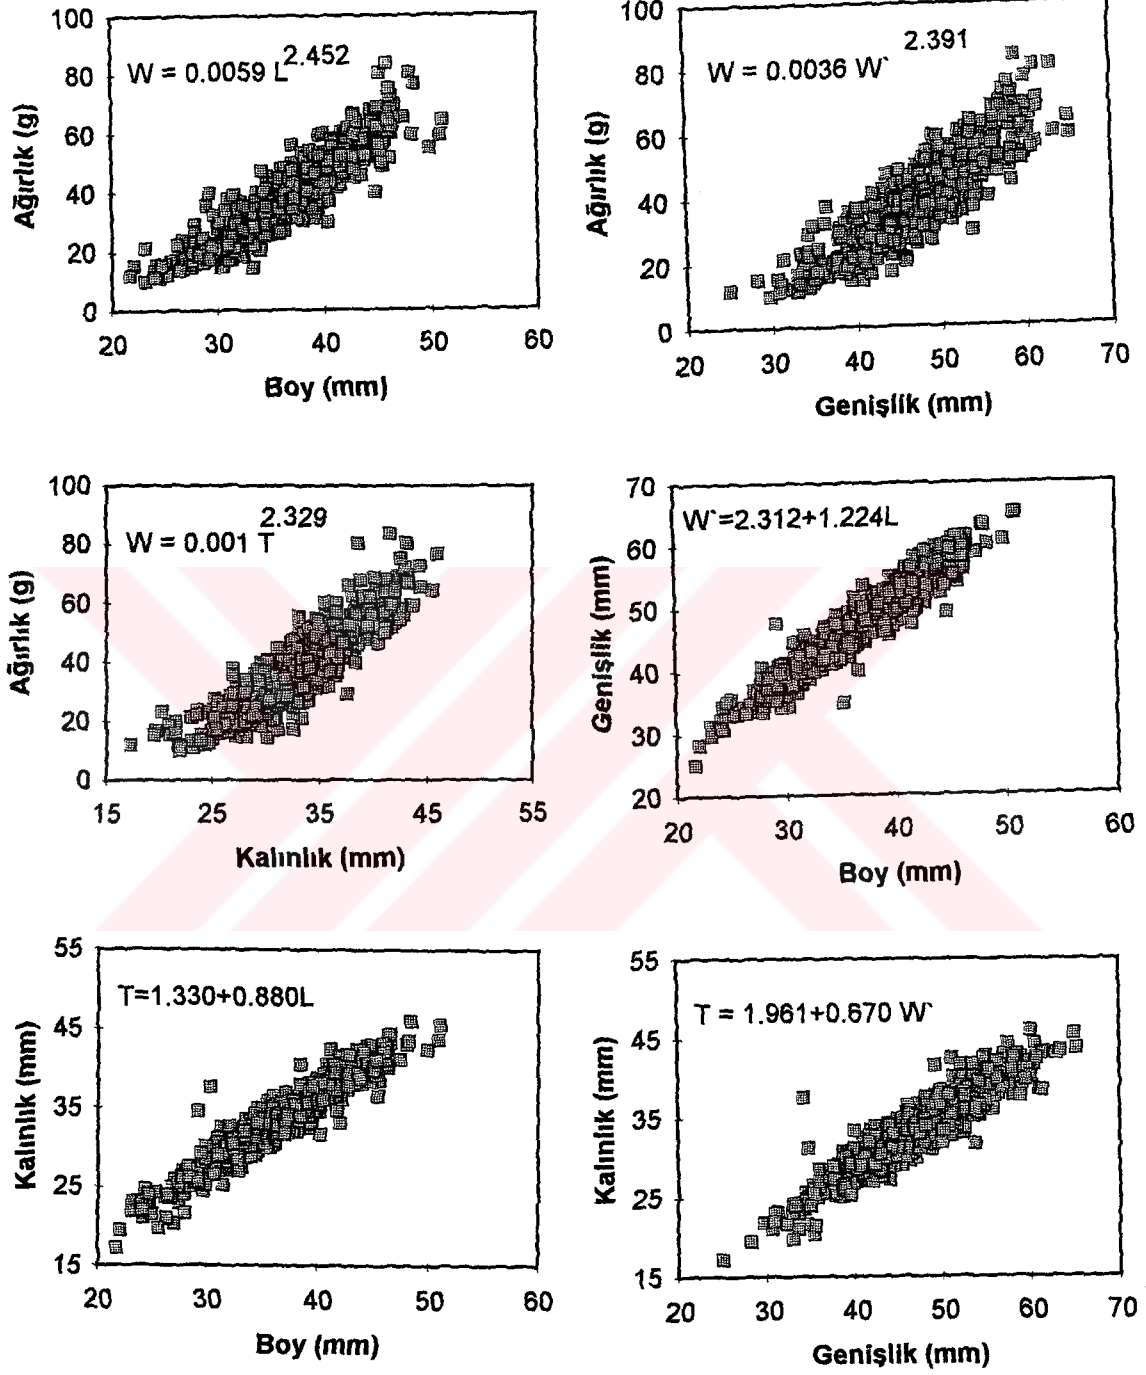 W = 0.0059 L2.452
Ağırlık (g)
100
80
60
40
20
0
20 30 40 50 60
Boy (mm)
W = 0.0036 W` 2.391
Ağırlık (g)
100
80
60
40
20
0
20 30 40 50 60 70
Genişlik (mm)
W = 0.001 T 2.329
Ağırlık (g)
100
80
60
40
20
0
15 25 35 45 55
Kalınlık (mm)
W`=2.312+1.224L
Genişlik (mm)
70
60
50
40
30
20
20 30 40 50 60
Boy (mm)
T=1.330+0.880L
Kalınlık (mm)
55
45
35
25
15
20 30 40 50 60
Boy (mm)
T = 1.961+0.670 W`
Kalınlık (mm)
55
45
35
25
15
20 30 40 50 60 70
Genişlik (mm)